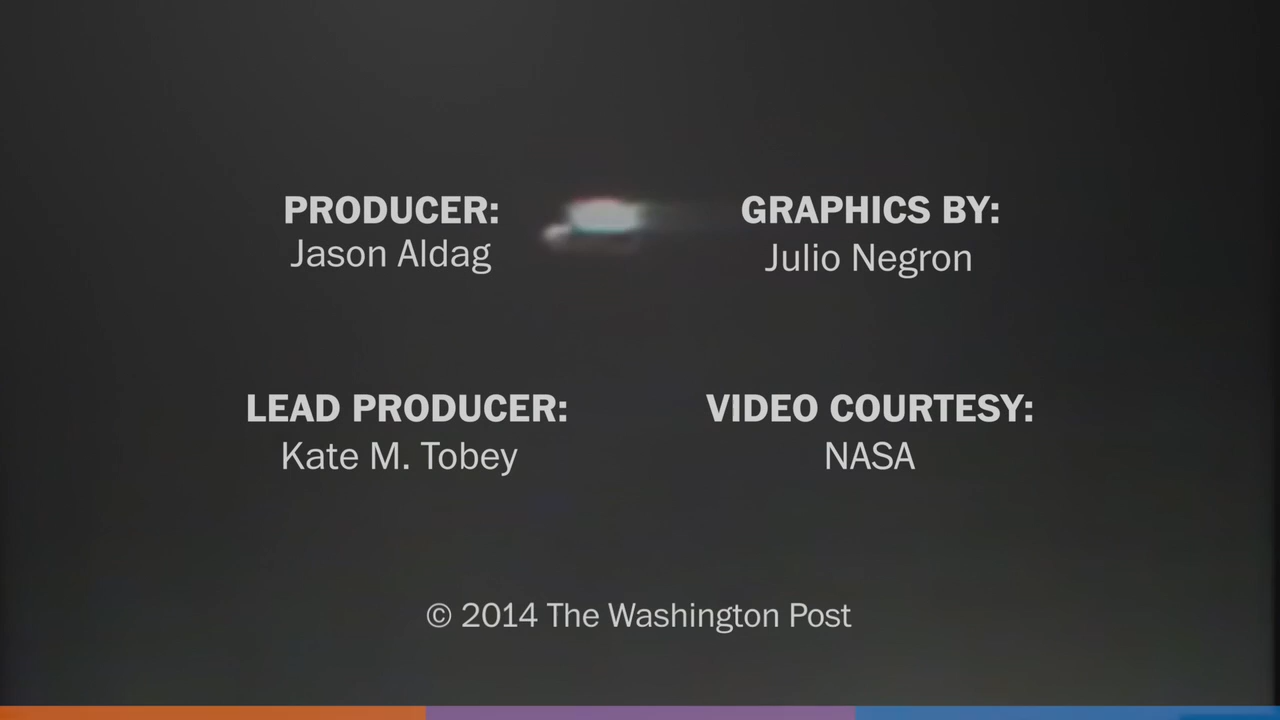 PRODUCER:
Jason Aldag
GRAPHICS BY:
Julio Negron
LEAD PRODUCER:
Kate M. Tobey
VIDEO COURTESY:
NASA
© 2014 The Washington Post